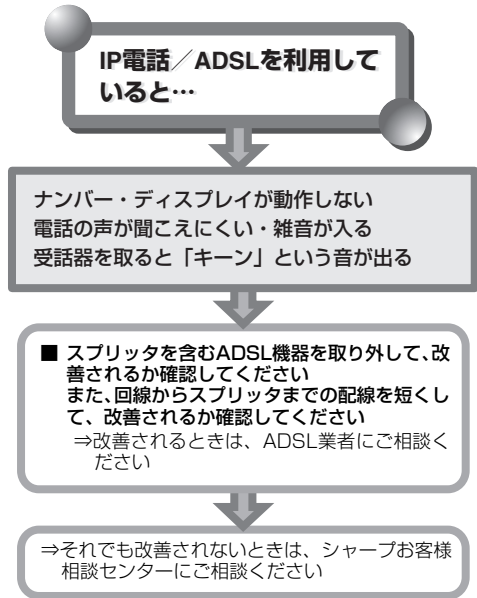 IP電話／ADSLを利用して
いると…
ナンバー・ディスプレイが動作しない
電話の声が聞こえにくい・雑音が入る
受話器を取ると「キーン」という音が出る
■ スプリッタを含むADSL機器を取り外して、改
善されるか確認してください
また、回線からスプリッタまでの配線を短くし
て、改善されるか確認してください
⇒改善されるときは、ADSL業者にご相談く
ださい
⇒それでも改善されないときは、シャープお客様
相談センターにご相談ください